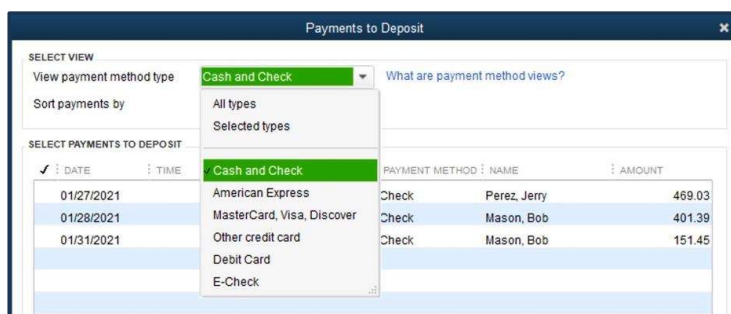 Payments to Deposit
SELECT VIEW
View payment method type Cash and Check What are payment method views?
Sort payments by All types
Selected types
SELECT PAYMENTS TO DEPOSIT
✓ DATE TIME Cash and Check PAYMENT METHOD NAME AMOUNT
01/27/2021 American Express Check Perez, Jerry 469.03
01/28/2021 MasterCard, Visa, Discover Check Mason, Bob 401.39
01/31/2021 Other credit card Check Mason, Bob 151.45
Debit Card
E-Check